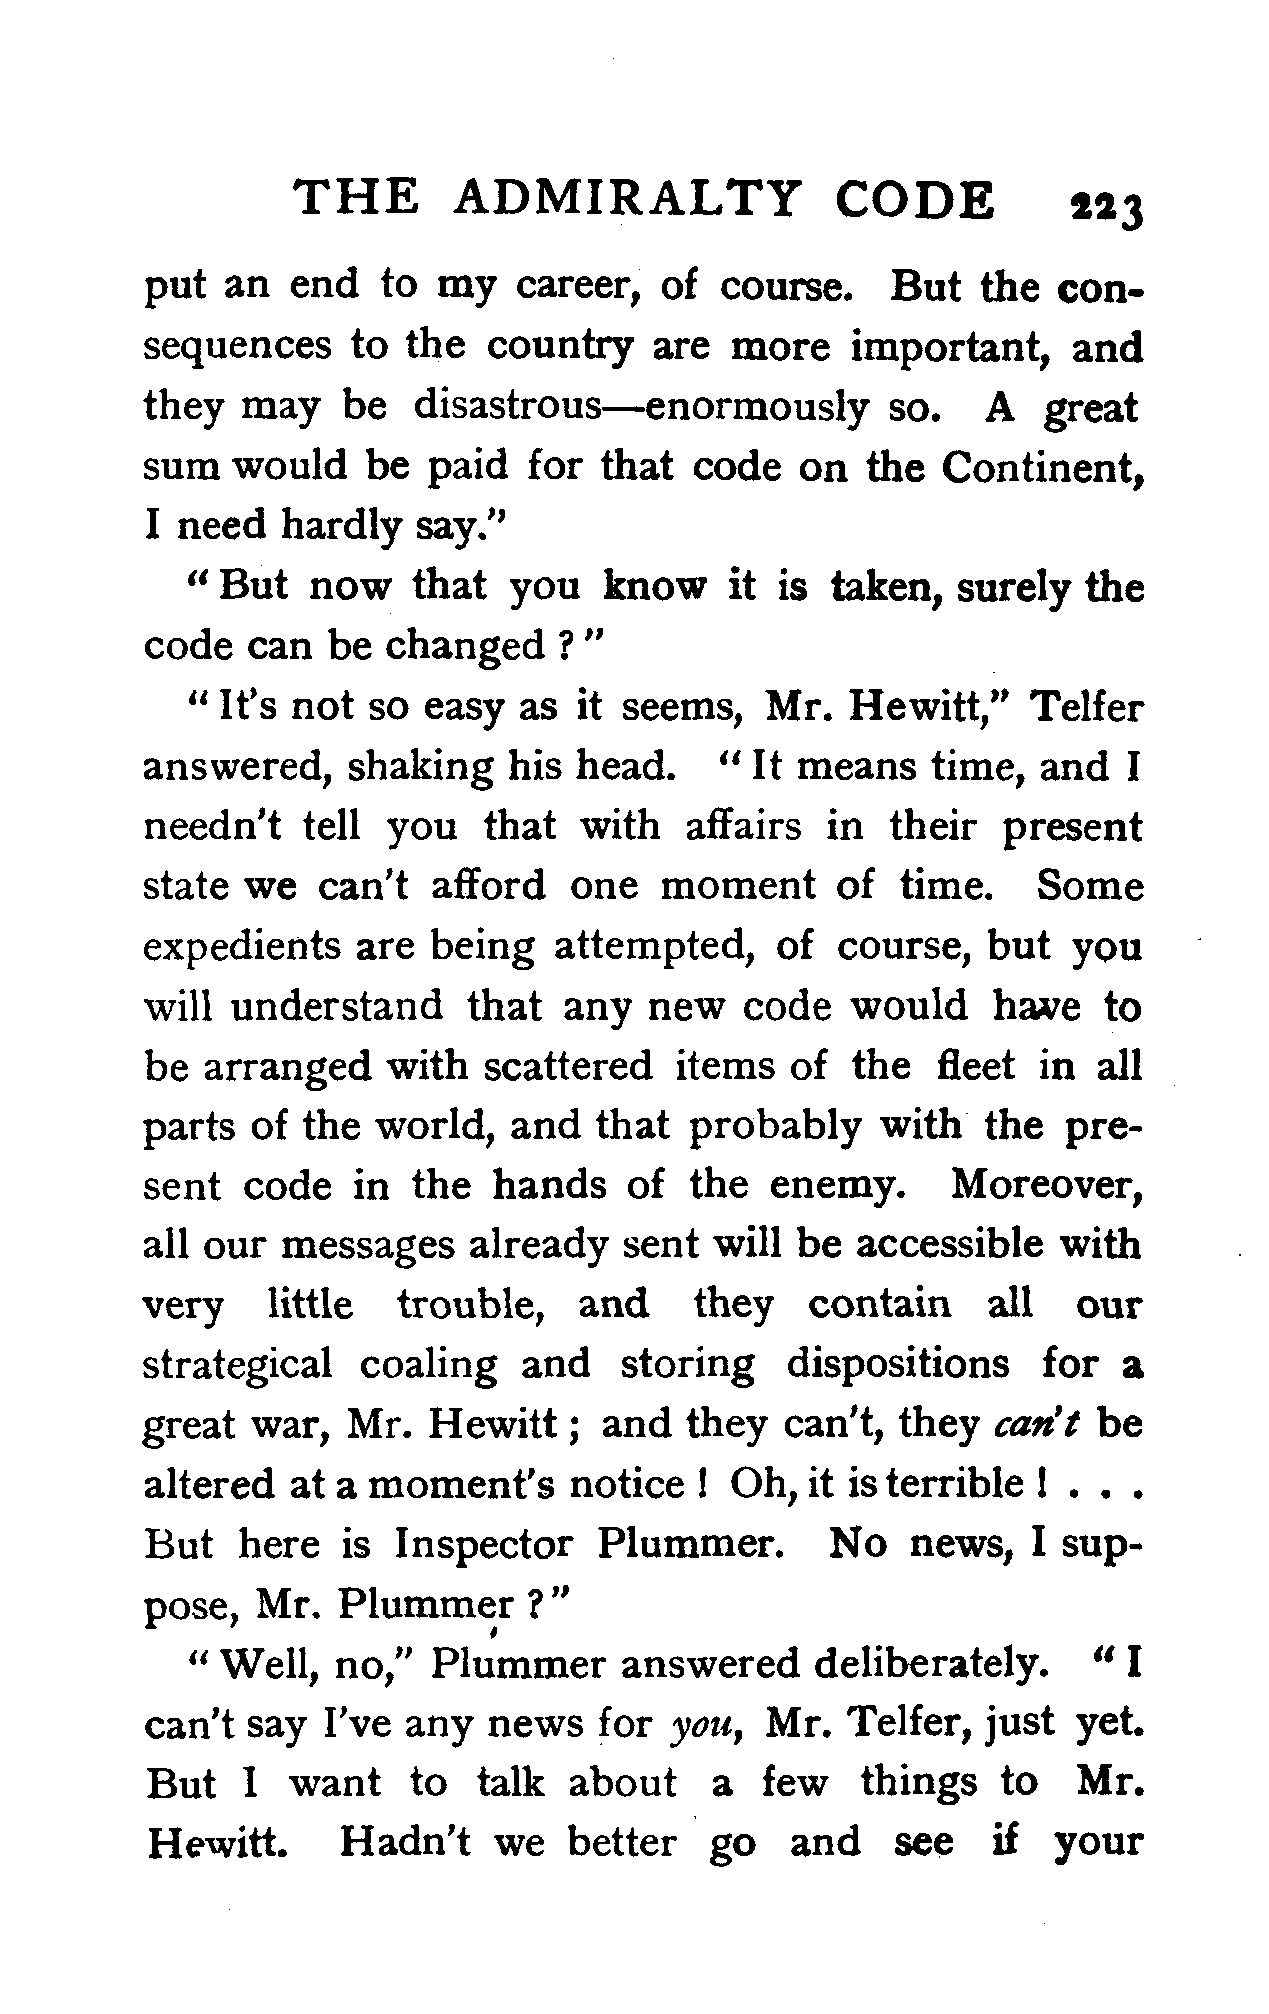 THE ADMIRALTY CODE 223
put an end to my career, of course. But the con-
sequences to the country are more important, and
they may be disastrous—enormously so. A great
sum would be paid for that code on the Continent,
I need hardly say."
" But now that you know it is taken, surely the
code can be changed ? "
" It's not so easy as it seems, Mr. Hewitt," Telfer
answered, shaking his head. " It means time, and I
needn't tell you that with affairs in their present
state we can't afford one moment of time. Some
expedients are being attempted, of course, but you
will understand that any new code would have to
be arranged with scattered items of the fleet in all
parts of the world, and that probably with the pre-
sent code in the hands of the enemy. Moreover,
all our messages already sent will be accessible with
very little trouble, and they contain all our
strategical coaling and storing dispositions for a
great war, Mr. Hewitt ; and they can't, they can't be
altered at a moment's notice ! Oh, it is terrible ! . . .
But here is Inspector Plummer. No news, I sup-
pose, Mr. Plummer ? "
" Well, no," Plummer answered deliberately. " I
can't say I've any news for you, Mr. Telfer, just yet.
But I want to talk about a few things to Mr.
Hewitt. Hadn't we better go and see if your